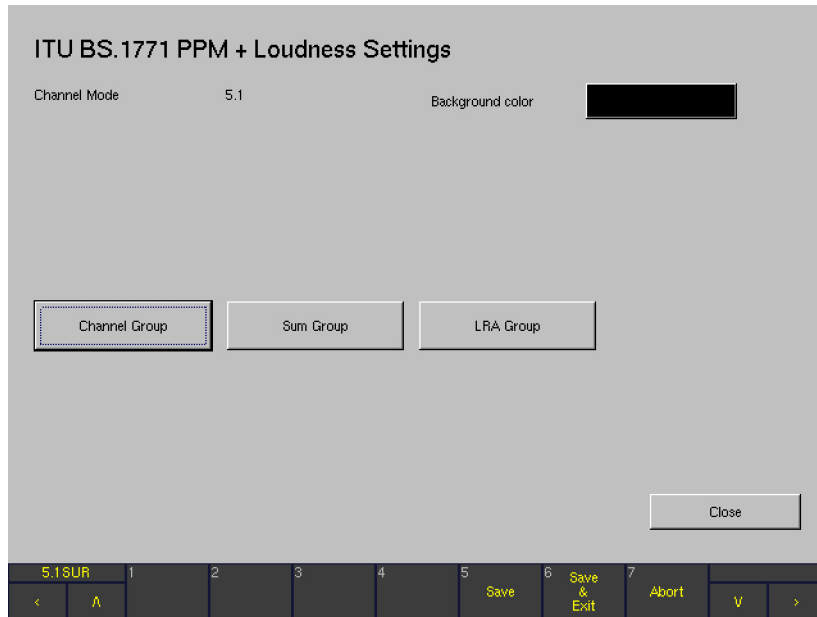 ITU BS.1771 PPM + Loudness Settings
Channel Mode 5.1 Background color
Channel Group Sum Group LRA Group
Close
5.1SUR 1 2 3 4 5 6 7
< Λ Save Save & Exit Abort V >